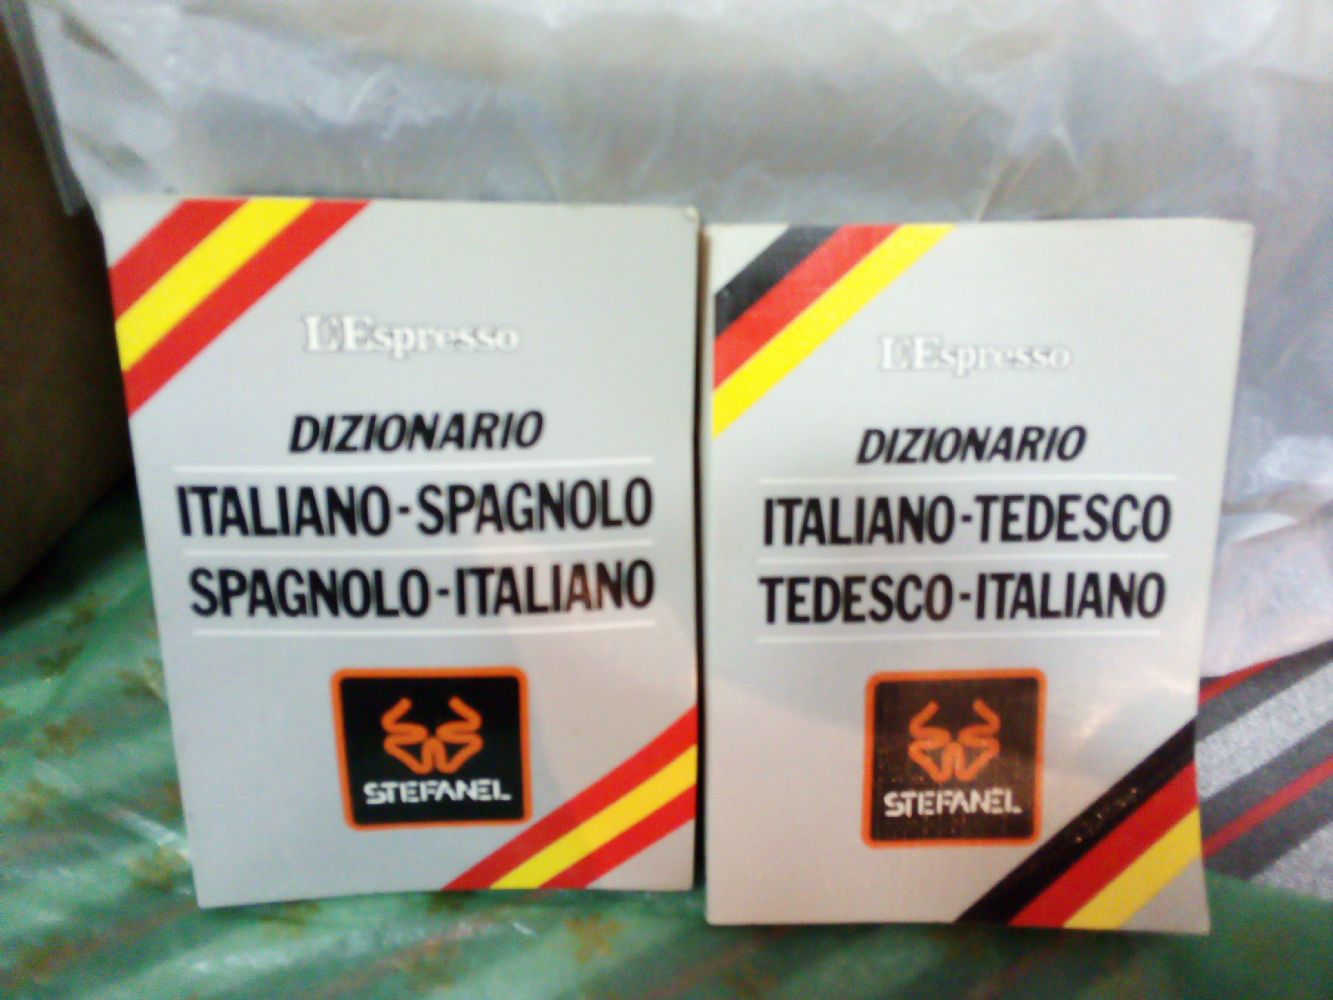 L'Espresso
DIZIONARIO
ITALIANO-SPAGNOLO
SPAGNOLO-ITALIANO
STEFANEL
L'Espresso
DIZIONARIO
ITALIANO-TEDESCO
TEDESCO-ITALIANO
STEFANEL